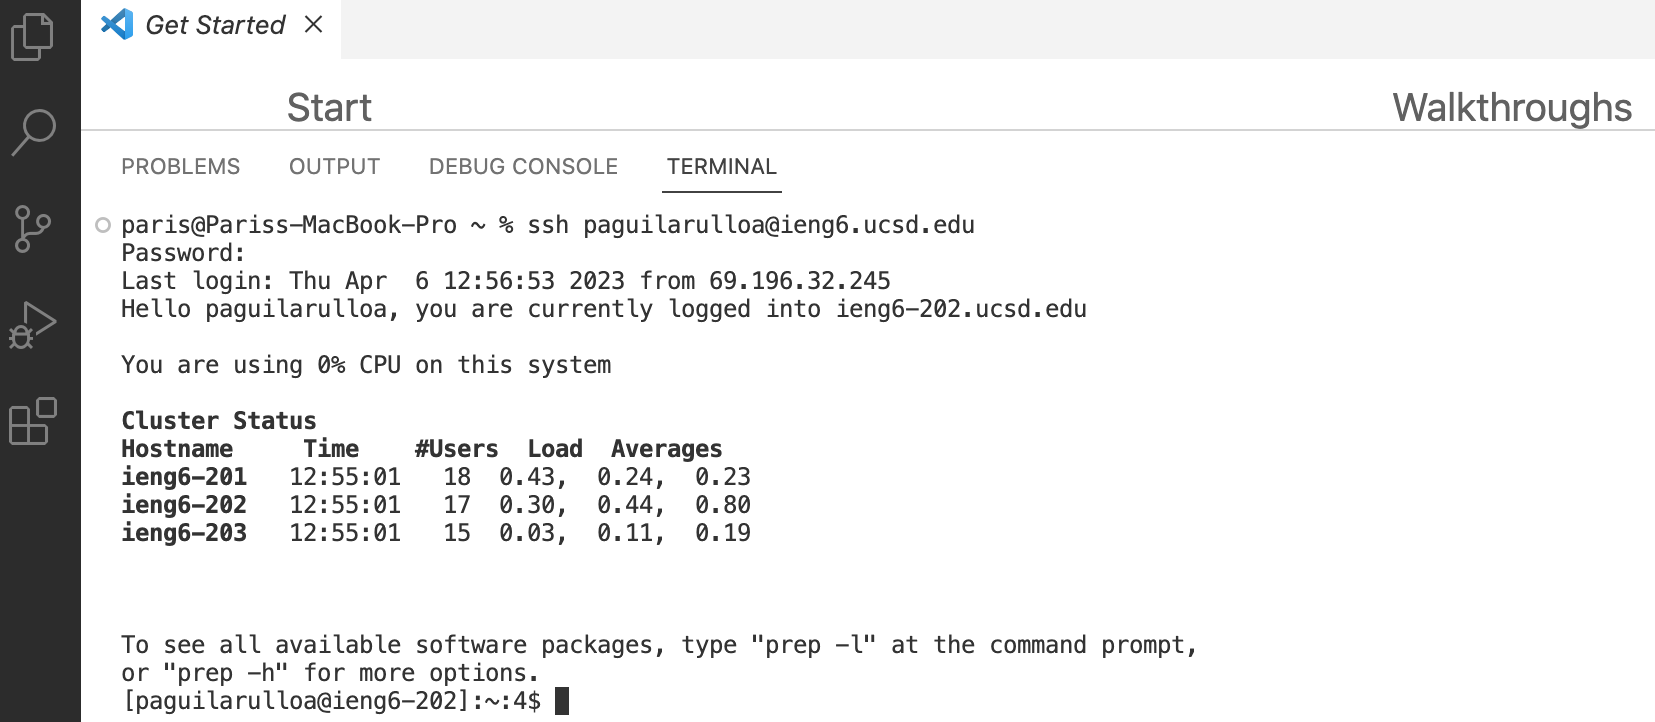 Get Started
Start Walkthroughs
PROBLEMS OUTPUT DEBUG CONSOLE TERMINAL
paris@Pariss-MacBook-Pro ~ % ssh paguilarulloa@ieng6.ucsd.edu
Password:
Last login: Thu Apr  6 12:56:53 2023 from 69.196.32.245
Hello paguilarulloa, you are currently logged into ieng6-202.ucsd.edu
You are using 0% CPU on this system
Cluster Status
Hostname     Time    #Users  Load  Averages
ieng6-201   12:55:01   18  0.43,  0.24,  0.23
ieng6-202   12:55:01   17  0.30,  0.44,  0.80
ieng6-203   12:55:01   15  0.03,  0.11,  0.19
To see all available software packages, type "prep -l" at the command prompt,
or "prep -h" for more options.
[paguilarulloa@ieng6-202]:~:4$